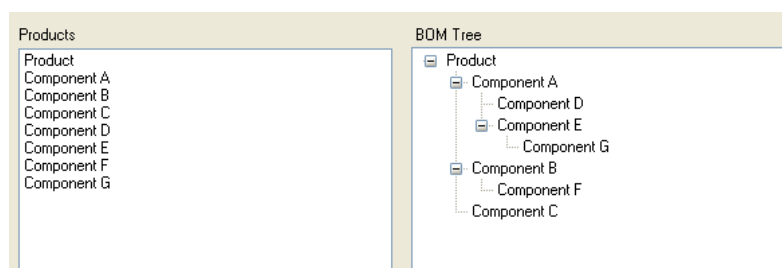 Products
Product
Component A
Component B
Component C
Component D
Component E
Component F
Component G
BOM Tree
Product
Component A
Component D
Component E
Component G
Component B
Component F
Component C